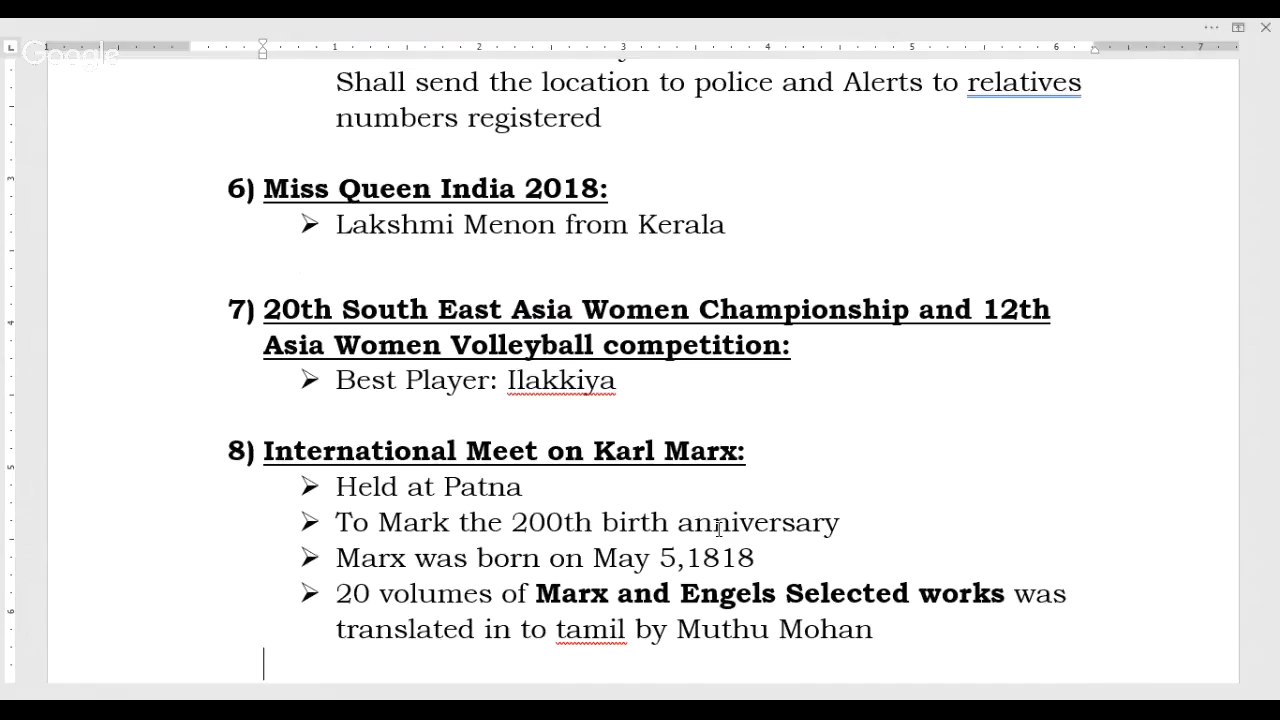 Google
Shall send the location to police and Alerts to relatives
numbers registered
6) Miss Queen India 2018:
➢ Lakshmi Menon from Kerala
7) 20th South East Asia Women Championship and 12th
Asia Women Volleyball competition:
➢ Best Player: Ilakkiya
8) International Meet on Karl Marx:
➢ Held at Patna
➢ To Mark the 200th birth anniversary
➢ Marx was born on May 5,1818
➢ 20 volumes of Marx and Engels Selected works was
translated in to tamil by Muthu Mohan